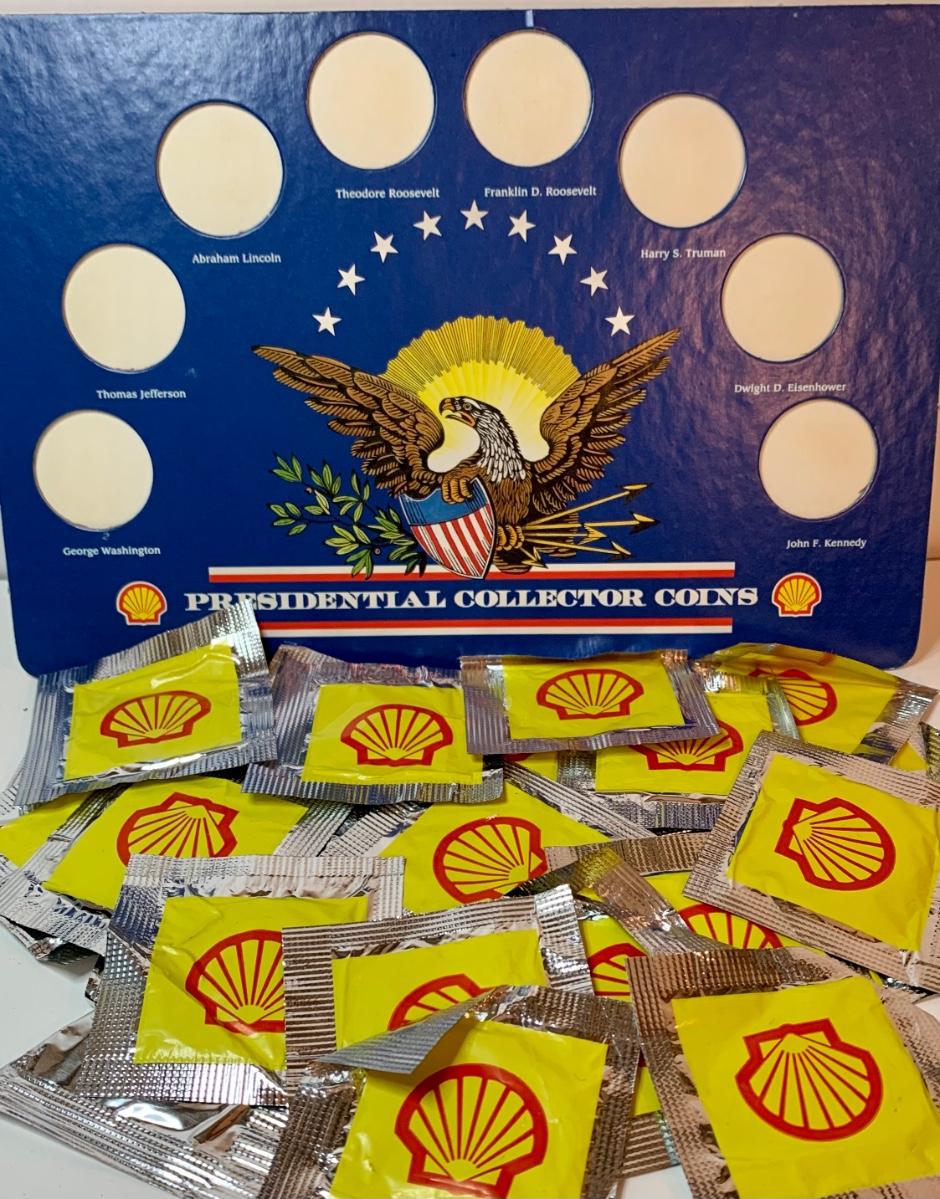 Theodore Roosevelt
Franklin D. Roosevelt
Abraham Lincoln
Harry S. Truman
Thomas Jefferson
Dwight D. Eisenhower
George Washington
John F. Kennedy
PRESIDENTIAL COLLECTOR COINS